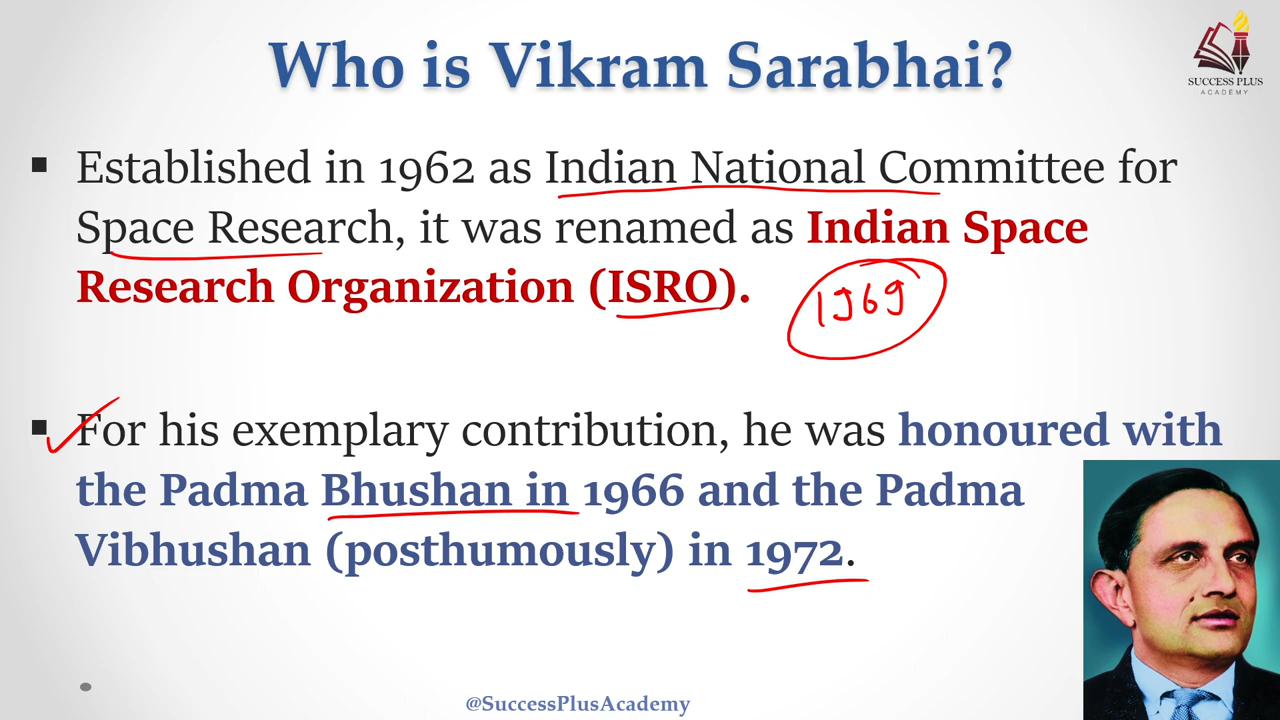 Who is Vikram Sarabhai?
SUCCESS PLUS
ACADEMY
▪ Established in 1962 as Indian National Committee for
Space Research, it was renamed as Indian Space
Research Organization (ISRO).
1969
▪ For his exemplary contribution, he was honoured with
the Padma Bhushan in 1966 and the Padma
Vibhushan (posthumously) in 1972.
@SuccessPlusAcademy